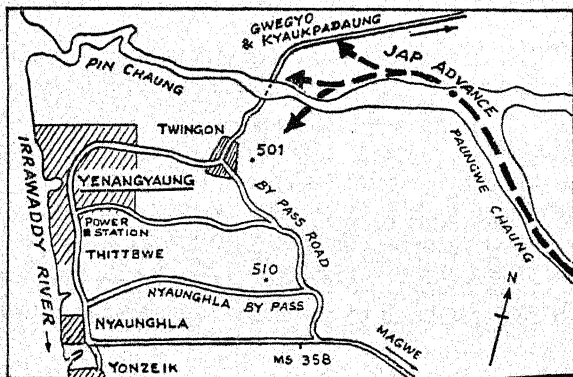 GWEGYO
& KYAUKPADAUNG
PIN CHAUNG
JAP ADVANCE
TWINGON
501
IRRAWADDY RIVER
YENANGYAUNG
BY PASS ROAD
PAUNGWE CHAUNG
POWER
STATION
THITTBWE
510
N
NYAUNGHLA BY PASS
NYAUNGHLA
MAGWE
YONZEIK
MS 358